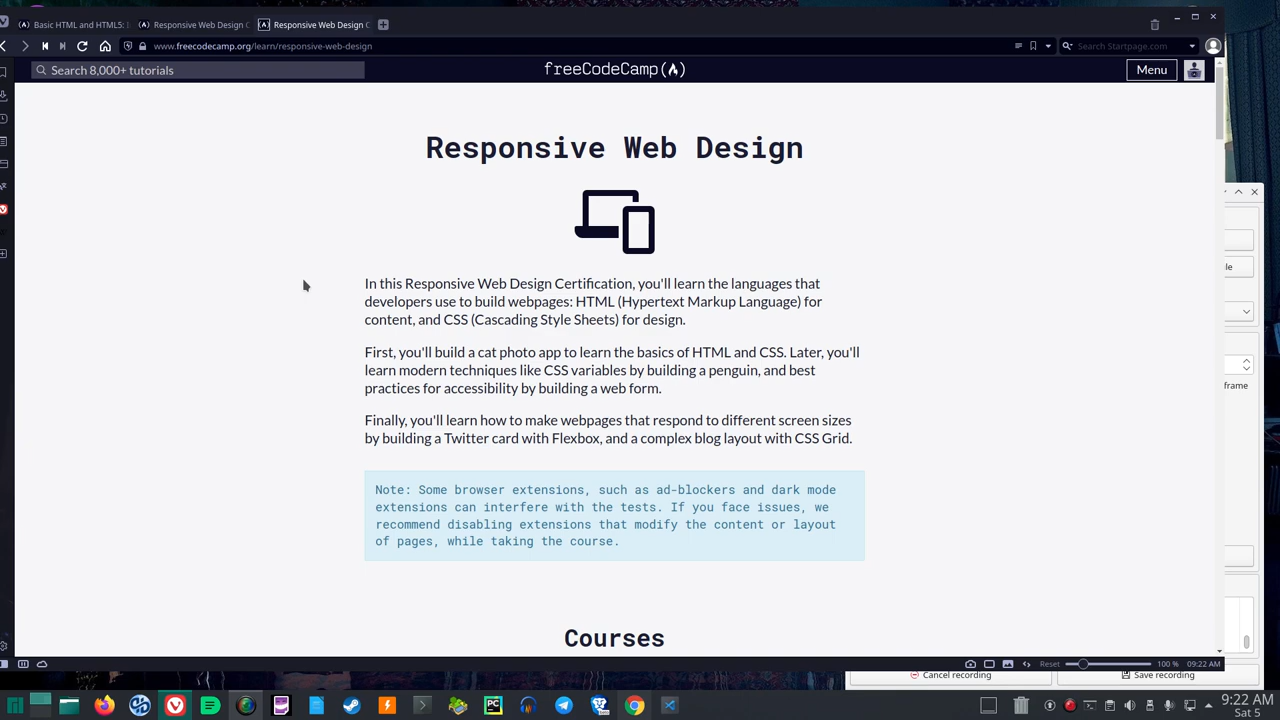 Basic HTML and HTML5: I
Responsive Web Design C
Responsive Web Design C
www.freecodecamp.org/learn/responsive-web-design
Search Startpage.com
Search 8,000+ tutorials
freeCodeCamp
Menu
Responsive Web Design
In this Responsive Web Design Certification, you'll learn the languages that
developers use to build webpages: HTML (Hypertext Markup Language) for
content, and CSS (Cascading Style Sheets) for design.
First, you'll build a cat photo app to learn the basics of HTML and CSS. Later, you'll
learn modern techniques like CSS variables by building a penguin, and best
practices for accessibility by building a web form.
Finally, you'll learn how to make webpages that respond to different screen sizes
by building a Twitter card with Flexbox, and a complex blog layout with CSS Grid.
Note: Some browser extensions, such as ad-blockers and dark mode
extensions can interfere with the tests. If you face issues, we
recommend disabling extensions that modify the content or layout
of pages, while taking the course.
Courses
le
frame
Reset
100 %
09:22 AM
Cancel recording
Save recording
9:22 AM
Sat 5